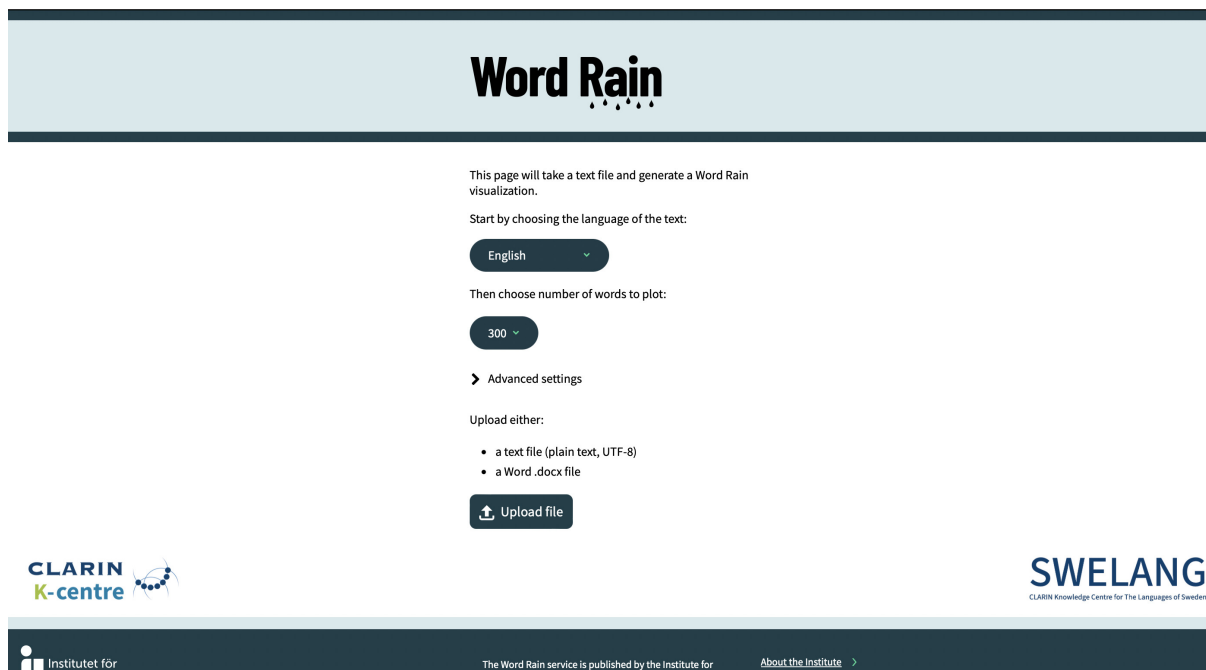 Word Rain
This page will take a text file and generate a Word Rain
visualization.
Start by choosing the language of the text:
English
Then choose number of words to plot:
300
Advanced settings
Upload either:
• a text file (plain text, UTF-8)
• a Word .docx file
Upload file
CLARIN
K-centre
SWELANG
CLARIN Knowledge Centre for The Languages of Sweden
Institutet för
The Word Rain service is published by the Institute for
About the Institute